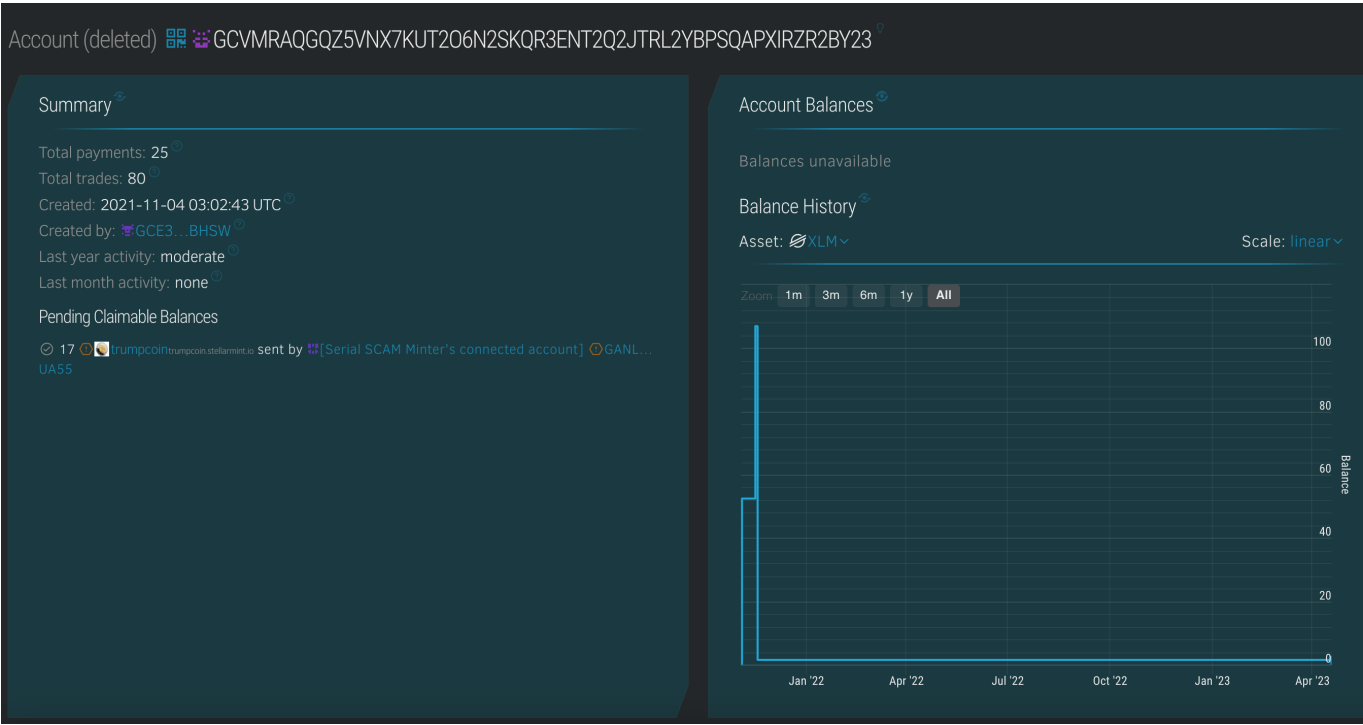 Account (deleted) GCVMRAQGQZ5VNX7KUT2O6N2SKQR3ENT2Q2JTRL2YBPSQAPXIRZR2BY23
Summary
Total payments: 25
Total trades: 80
Created: 2021-11-04 03:02:43 UTC
Created by: GCE3…BHSW
Last year activity: moderate
Last month activity: none
Pending Claimable Balances
17 trumpcoin trumpcoin.stellarmint.io sent by [Serial SCAM Minter's connected account] GANL…
UA55
Account Balances
Balances unavailable
Balance History
Asset: XLM
Scale: linear
Zoom 1m 3m 6m 1y All
100
80
60
40
20
0
Balance
Jan '22 Apr '22 Jul '22 Oct '22 Jan '23 Apr '23